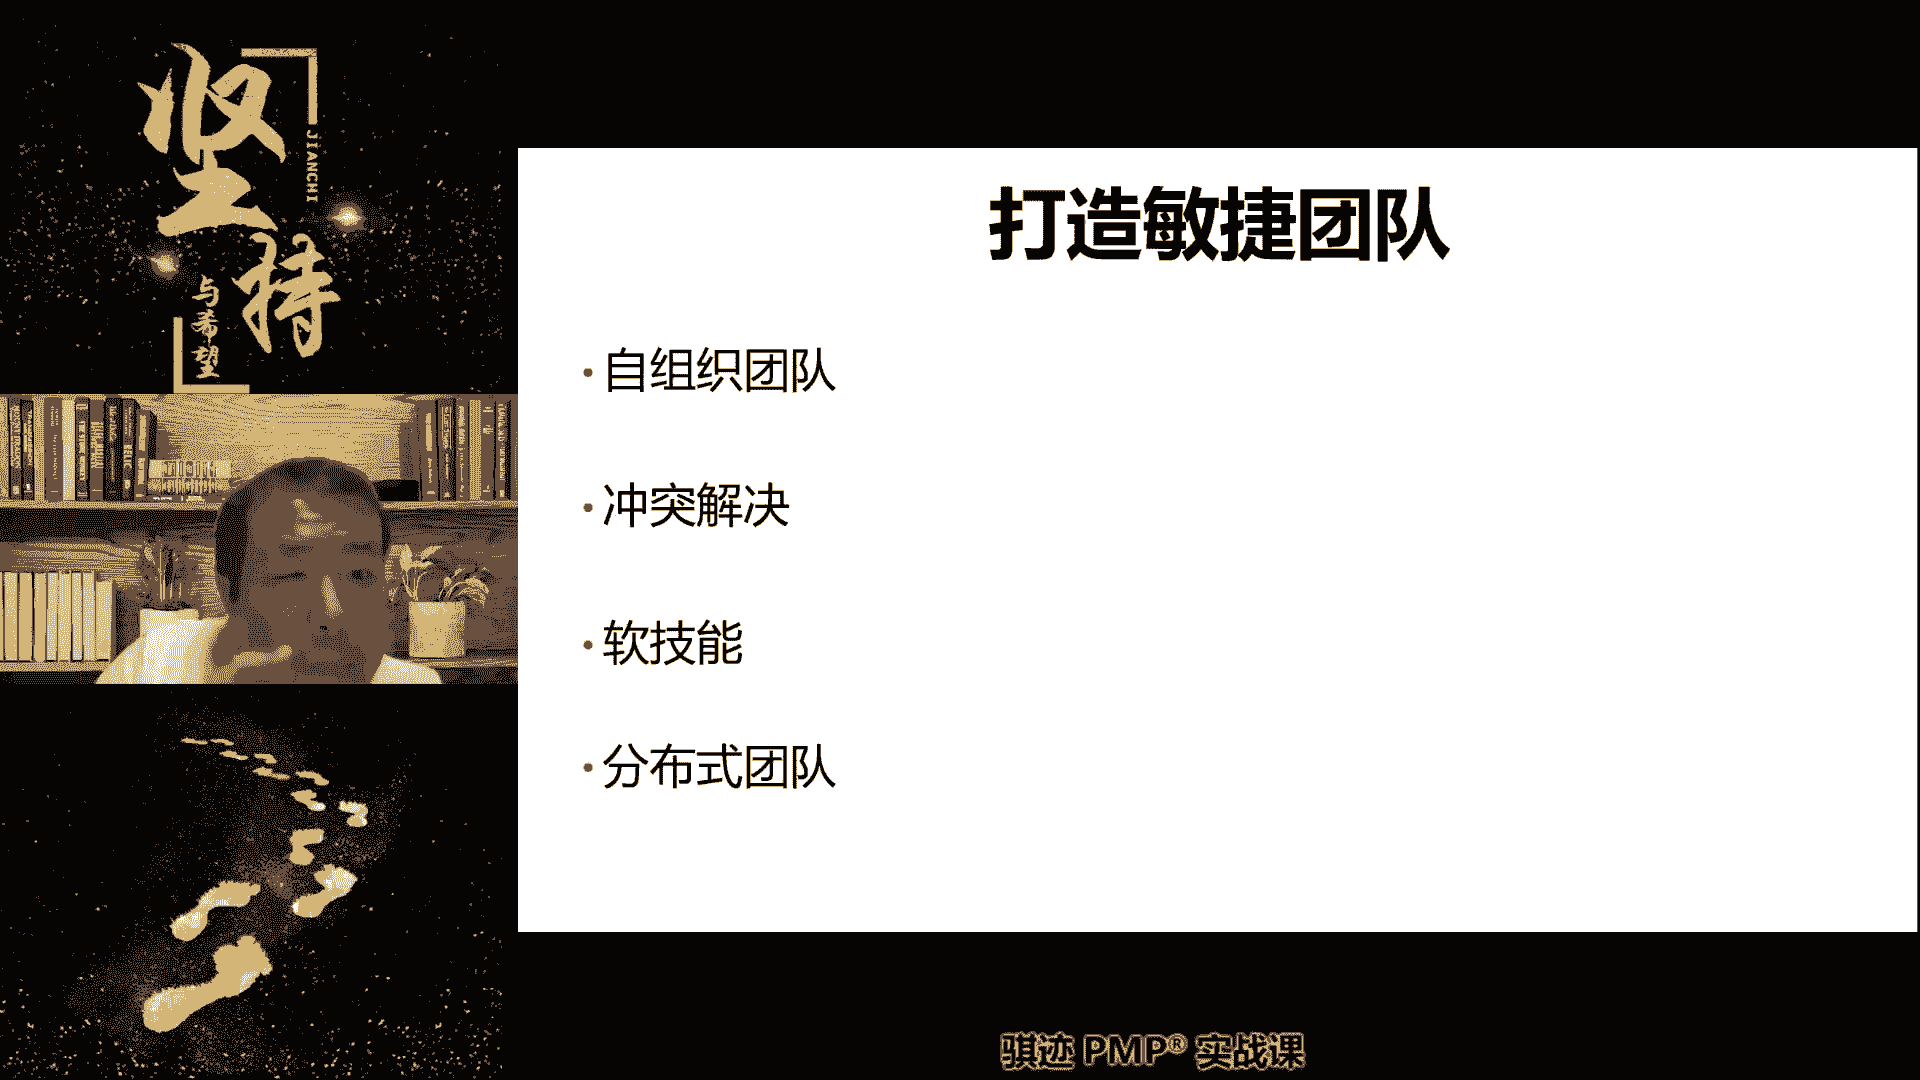 坚持
JIANCHI
与希望
打造敏捷团队
·自组织团队
·冲突解决
·软技能
·分布式团队
骐迹 PMP® 实战课